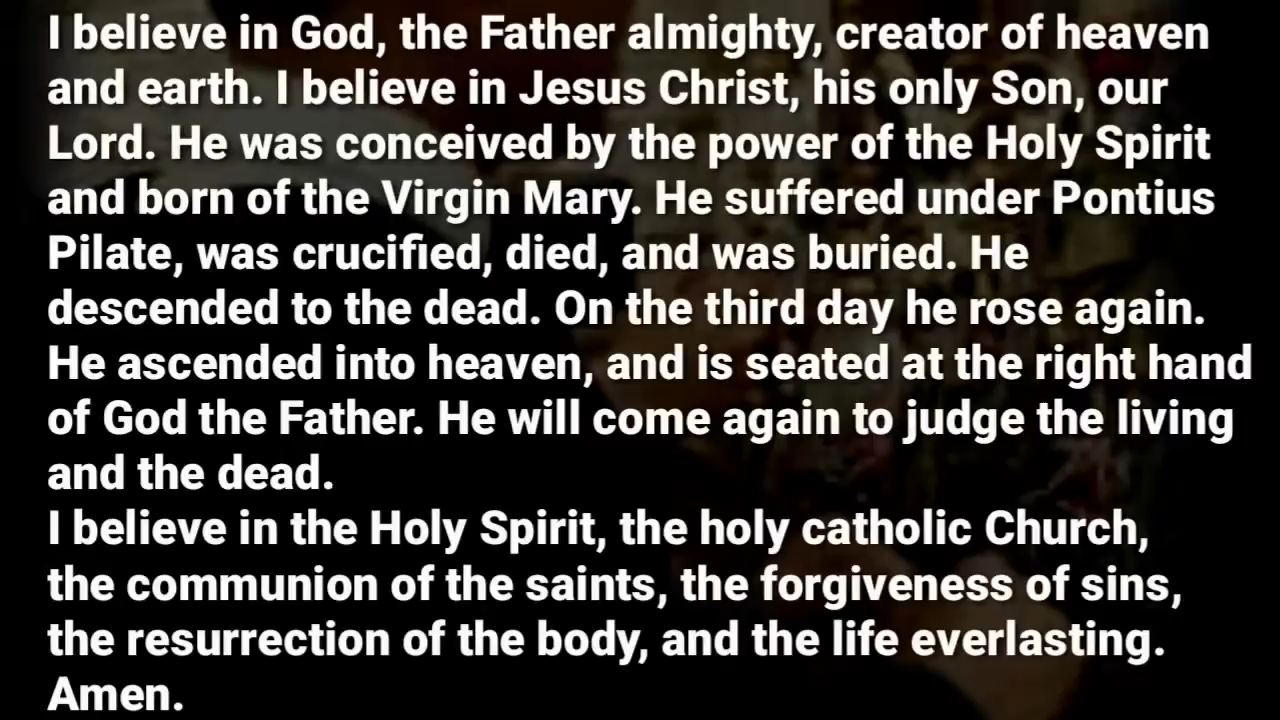 I believe in God, the Father almighty, creator of heaven
and earth. I believe in Jesus Christ, his only Son, our
Lord. He was conceived by the power of the Holy Spirit
and born of the Virgin Mary. He suffered under Pontius
Pilate, was crucified, died, and was buried. He
descended to the dead. On the third day he rose again.
He ascended into heaven, and is seated at the right hand
of God the Father. He will come again to judge the living
and the dead.
I believe in the Holy Spirit, the holy catholic Church,
the communion of the saints, the forgiveness of sins,
the resurrection of the body, and the life everlasting.
Amen.